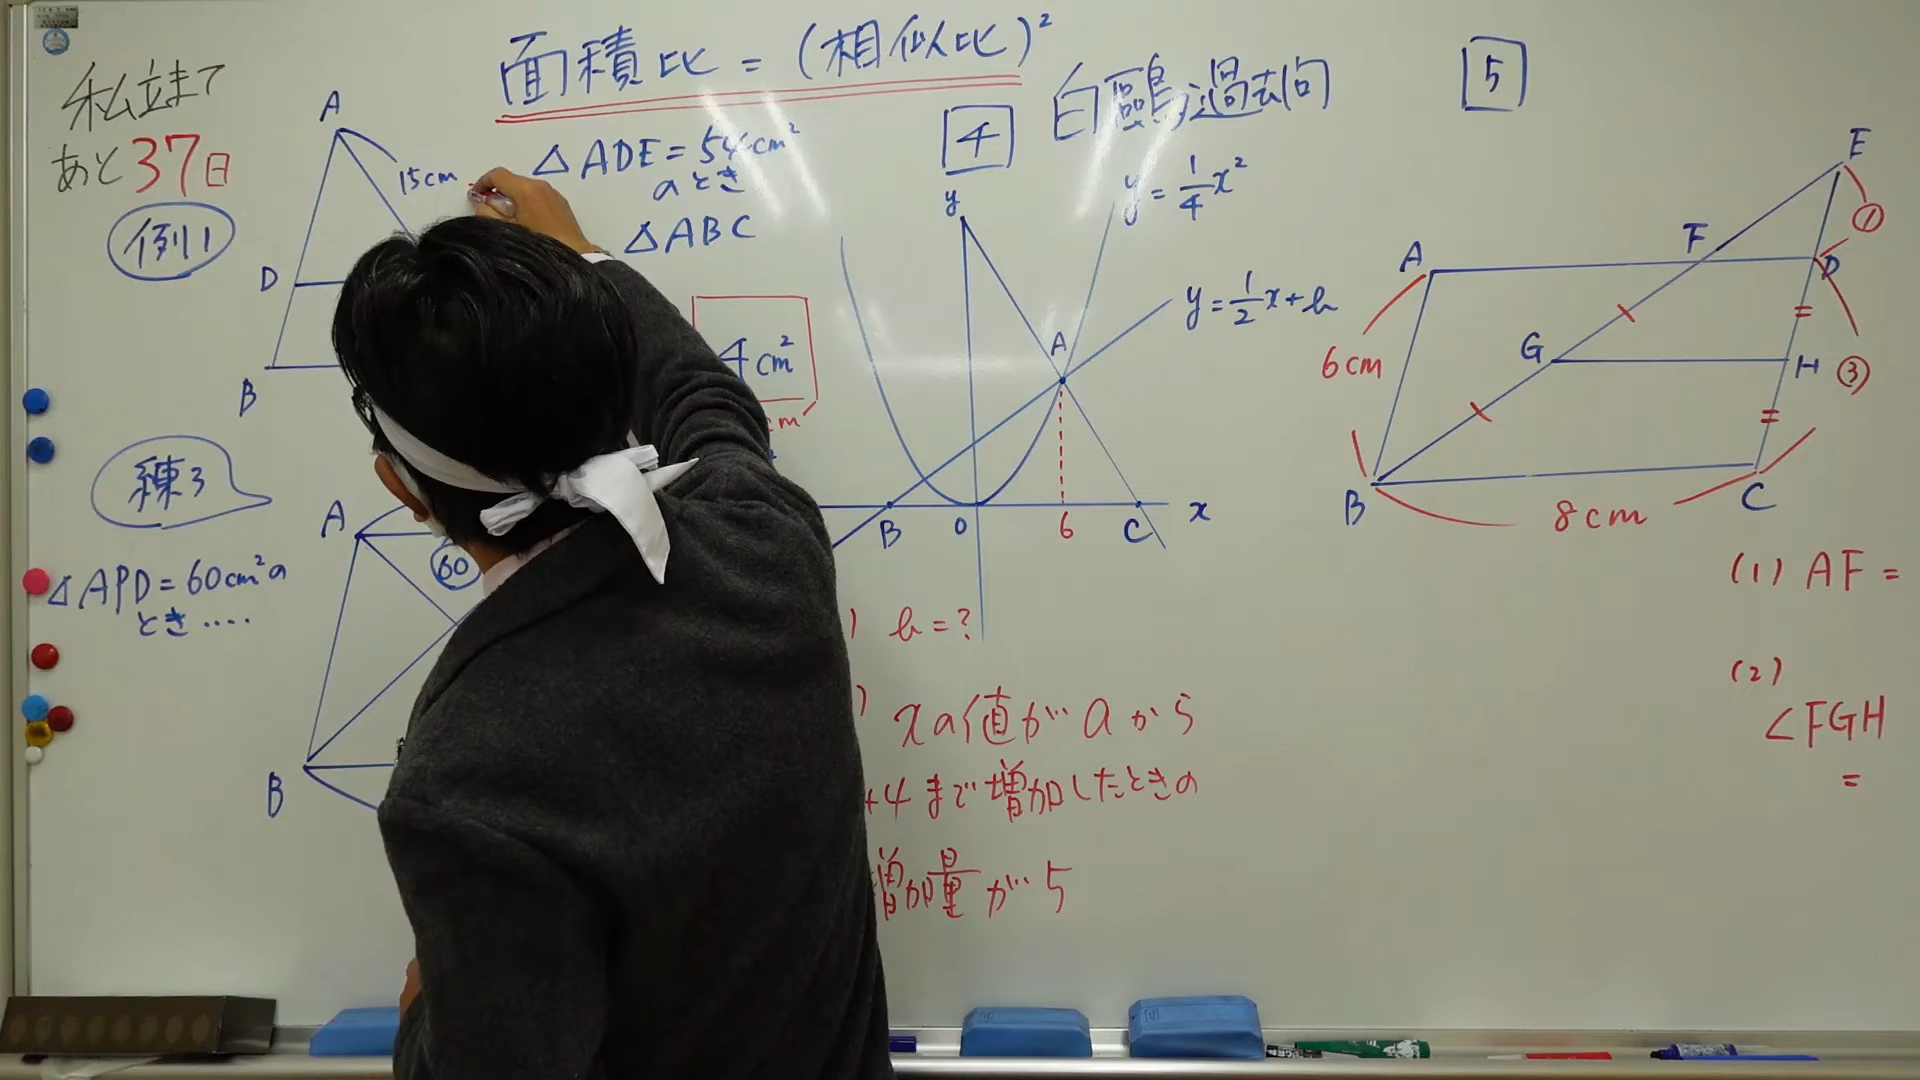 面積比=(相似比)²
私立まで
あと37日
例1
A
15cm
D
B
△ADE=54cm²
のとき
△ABC
4cm²
cm
練3
△APD=60cm²の
とき‥‥
A
60
B
4
白鷗過去問
y=1/4x²
y
y=1/2x+b
A
B
O
6
C
x
) b=?
) xの値がaから
+4まで増加したときの
増加量が5
5
E
①
F
A
D
G
H
③
6cm
B
8cm
C
(1) AF=
(2)
∠FGH
=